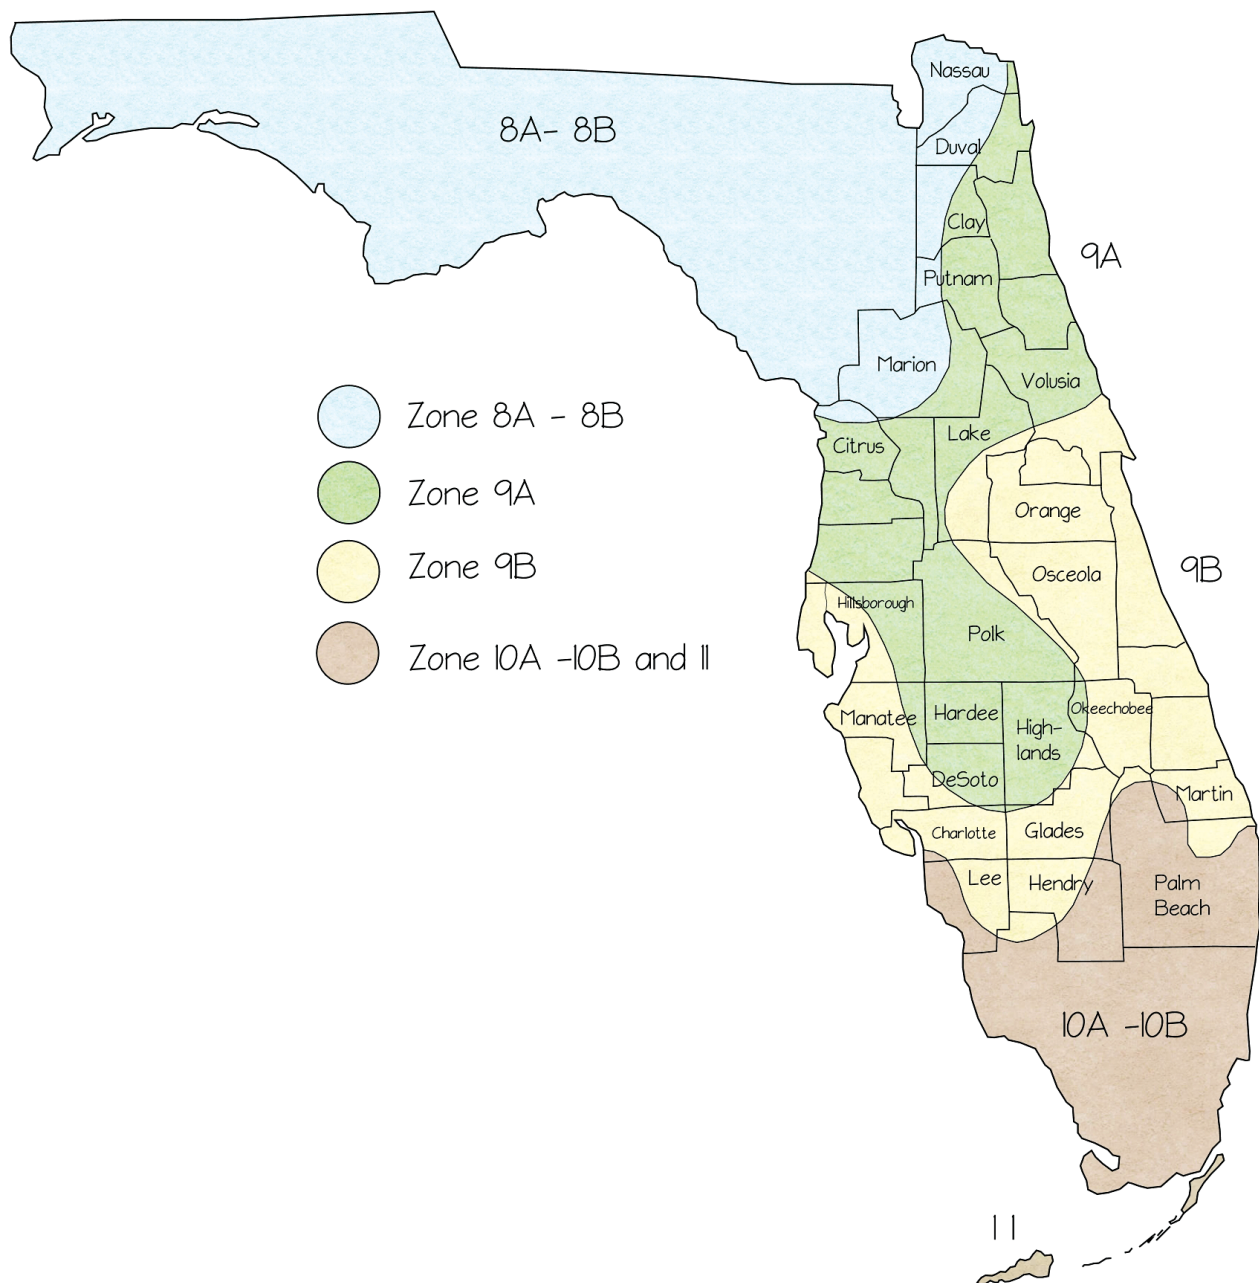 Nassau
8A- 8B
Duval
Clay
9A
Putnam
Marion
Volusia
Zone 8A - 8B
Lake
Citrus
Zone 9A
Orange
Zone 9B
Osceola
9B
Hillsborough
Polk
Zone 10A -10B and 11
Okeechobee
Manatee
Hardee
High-
lands
DeSoto
Martin
Charlotte
Glades
Lee
Hendry
Palm
Beach
10A -10B
11